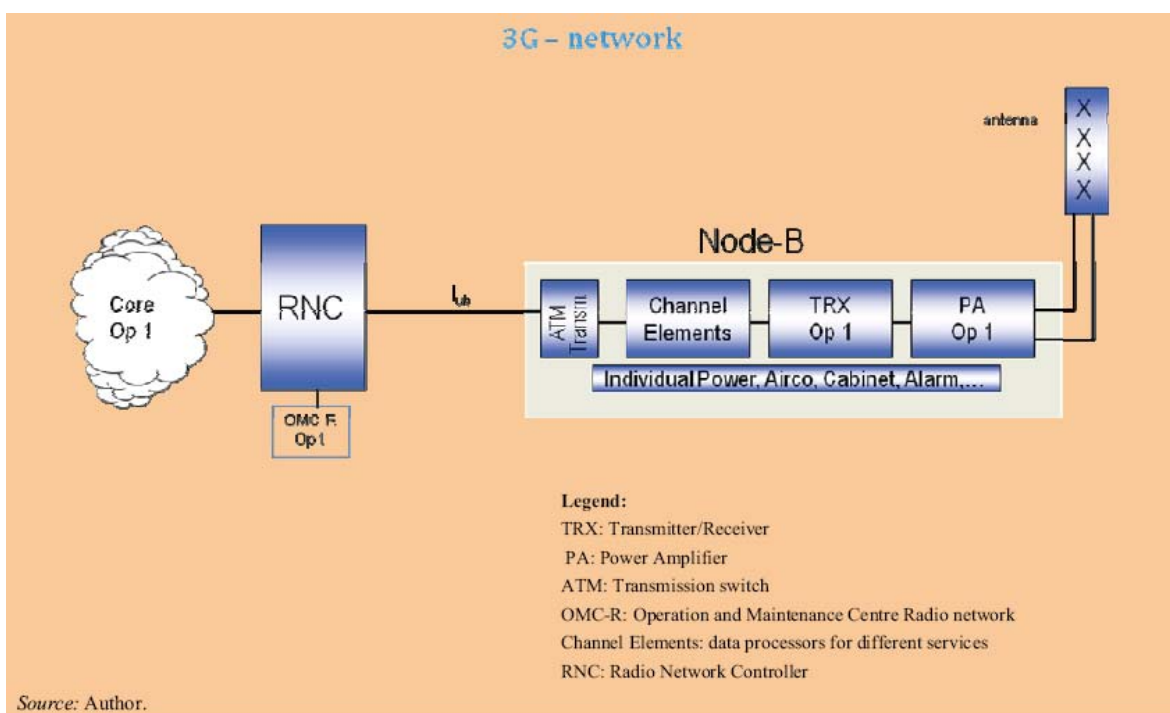 3G – network
antenna
Node-B
Core
Op 1
RNC
Iub
ATM
Transm.
Channel
Elements
TRX
Op 1
PA
Op 1
Individual Power, Airco, Cabinet, Alarm,...
OMC R
Op1
X
X
X
X
Legend:
TRX: Transmitter/Receiver
PA: Power Amplifier
ATM: Transmission switch
OMC-R: Operation and Maintenance Centre Radio network
Channel Elements: data processors for different services
RNC: Radio Network Controller
Source: Author.